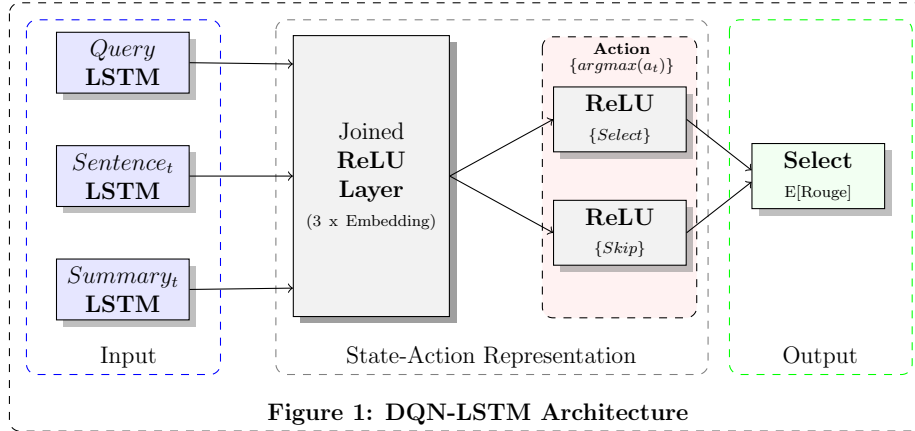 Query
LSTM
Sentence_t
LSTM
Summary_t
LSTM
Input
Joined
ReLU
Layer
(3 x Embedding)
Action
{argmax(a_t)}
ReLU
{Select}
ReLU
{Skip}
State-Action Representation
Select
E[Rouge]
Output
Figure 1: DQN-LSTM Architecture